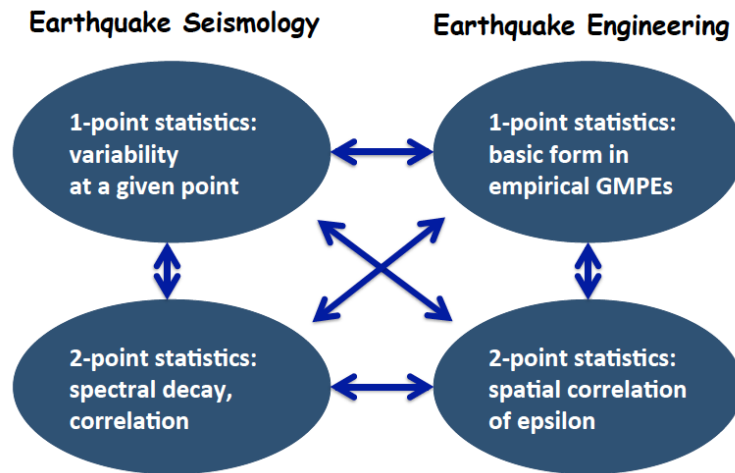 Earthquake Seismology
Earthquake Engineering
1-point statistics:
variability
at a given point
1-point statistics:
basic form in
empirical GMPEs
2-point statistics:
spectral decay,
correlation
2-point statistics:
spatial correlation
of epsilon